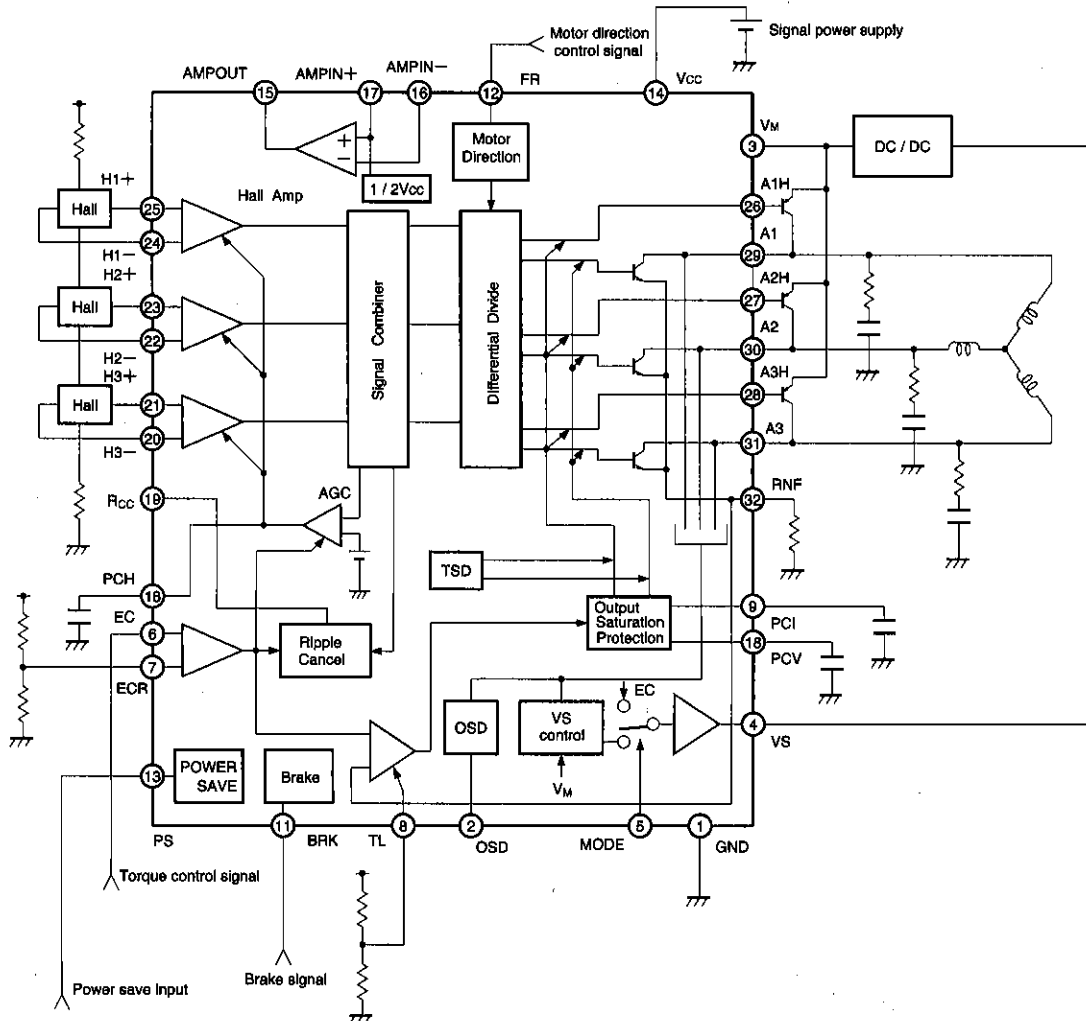 Motor direction
control signal
Signal power supply
AMPOUT
AMPIN+
AMPIN−
FR
VCC
15
17
16
12
14
VM
3
DC / DC
+
−
Motor
Direction
1 / 2Vcc
Hall Amp
H1+
Hall
25
24
H1−
H2+
Hall
23
22
H2−
H3+
Hall
21
20
H3−
RCC
19
Signal Combiner
Differential Divide
A1H
26
A1
29
A2H
27
A2
30
A3H
28
A3
31
RNF
32
AGC
TSD
PCH
18
EC
6
7
ECR
Ripple
Cancel
Output
Saturation
Protection
9
PCI
18
PCV
OSD
VS
control
EC
VM
4
VS
13
POWER
SAVE
Brake
PS
11
BRK
TL
8
2
OSD
MODE
5
1
GND
Torque control signal
Brake signal
Power save input